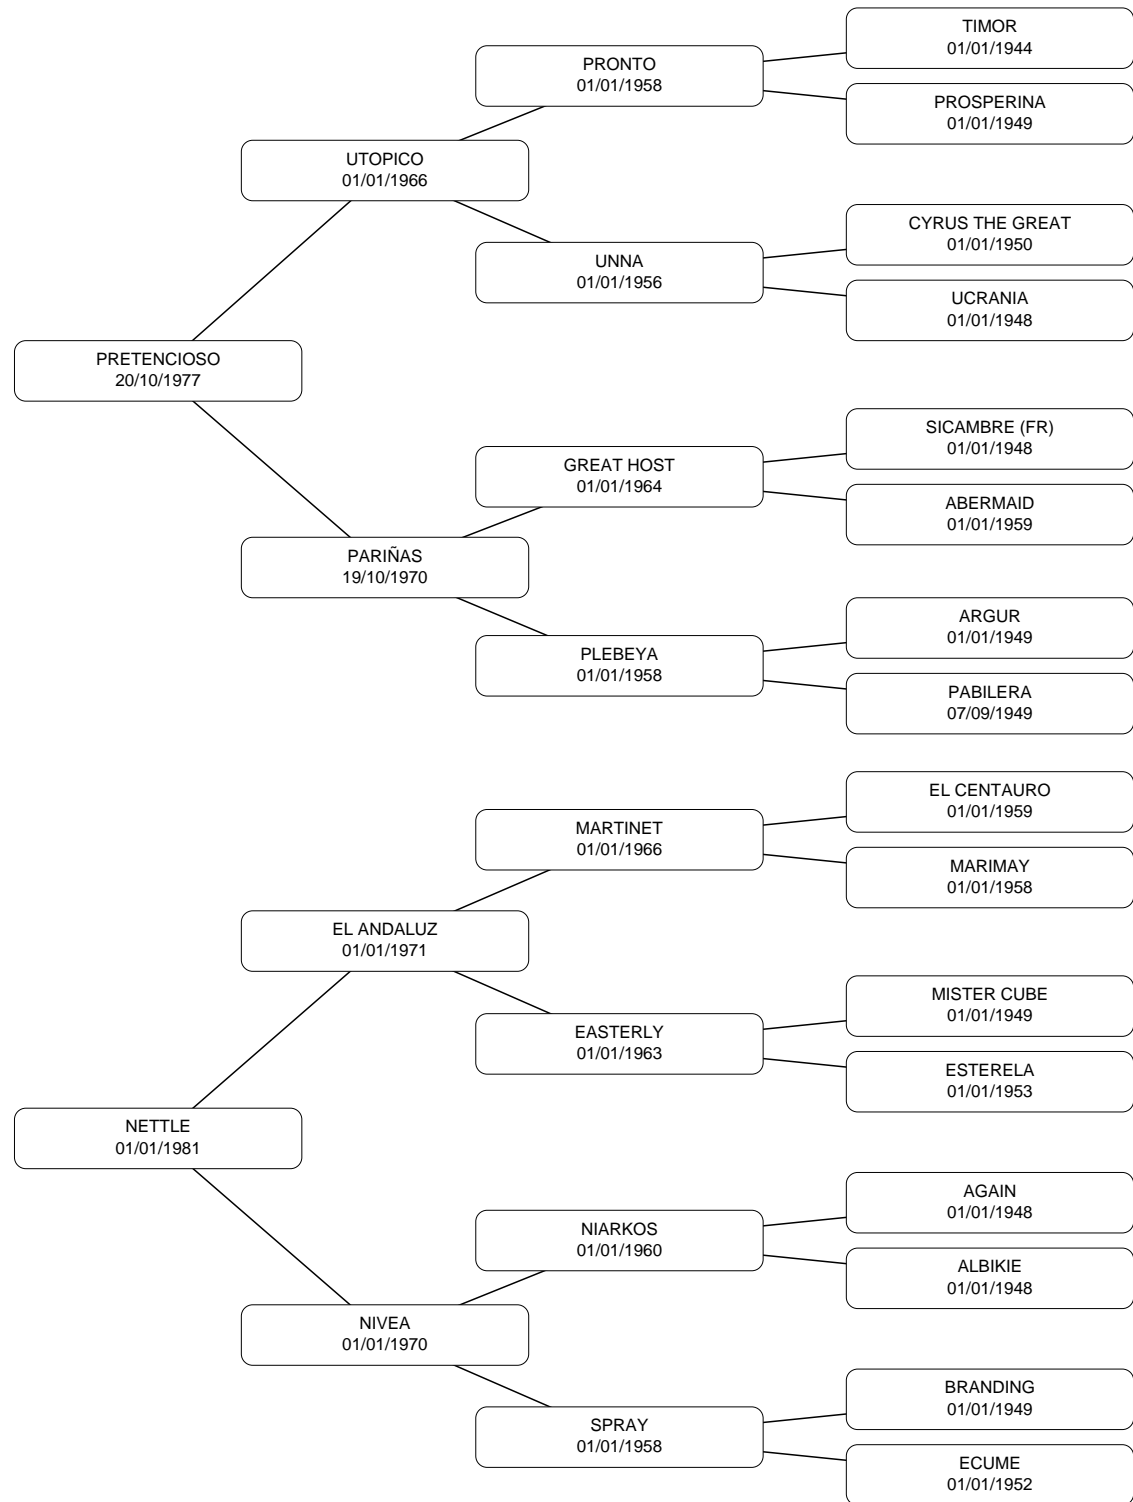 TIMOR
01/01/1944
PRONTO
01/01/1958
PROSPERINA
01/01/1949
UTOPICO
01/01/1966
CYRUS THE GREAT
01/01/1950
UNNA
01/01/1956
UCRANIA
01/01/1948
PRETENCIOSO
20/10/1977
SICAMBRE (FR)
01/01/1948
GREAT HOST
01/01/1964
ABERMAID
01/01/1959
PARIÑAS
19/10/1970
ARGUR
01/01/1949
PLEBEYA
01/01/1958
PABILERA
07/09/1949
EL CENTAURO
01/01/1959
MARTINET
01/01/1966
MARIMAY
01/01/1958
EL ANDALUZ
01/01/1971
MISTER CUBE
01/01/1949
EASTERLY
01/01/1963
ESTERELA
01/01/1953
NETTLE
01/01/1981
AGAIN
01/01/1948
NIARKOS
01/01/1960
ALBIKIE
01/01/1948
NIVEA
01/01/1970
BRANDING
01/01/1949
SPRAY
01/01/1958
ECUME
01/01/1952